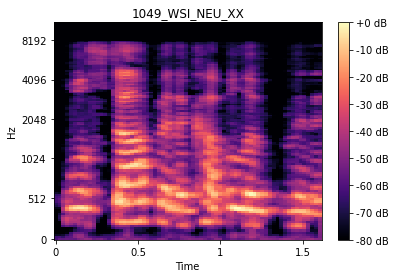 1049_WSI_NEU_XX
+0 dB
8192
-10 dB
4096
-20 dB
-30 dB
2048
Hz
-40 dB
1024
-50 dB
512
-60 dB
-70 dB
0
-80 dB
0 0.5 1 1.5
Time